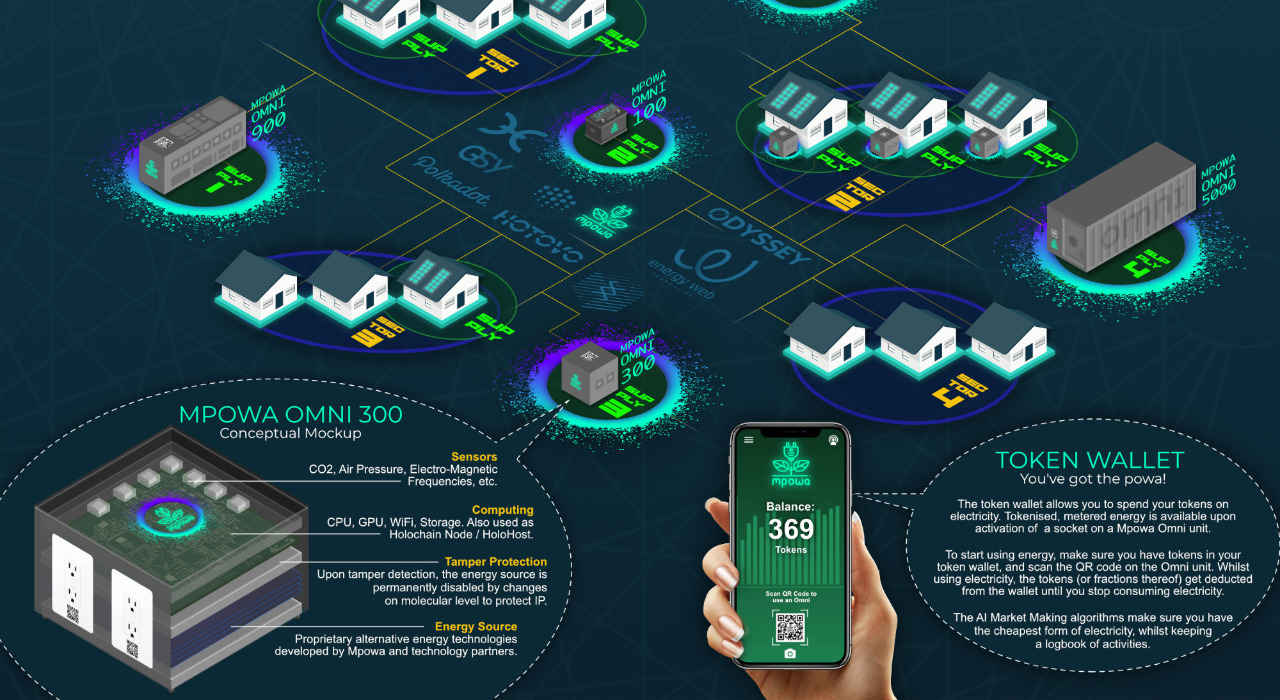 SUP
PLY
SEC
TOR
1
SUP
PLY
MPOWA
OMNI
900
SUP
PLY
1
MPOWA
OMNI
100
SUP
PLY
2
SUP
PLY
SUP
PLY
SUP
PLY
SEC
TOR
2
MPOWA
OMNI
5000
omni
SUP
PLY
4
GSY
Polkadot.
HOTOVO
mpowa
ODYSSEY
energy web
SEC
TOR
3
SUP
PLY
MPOWA
OMNI
300
SUP
PLY
3
SEC
TOR
4
MPOWA OMNI 300
Conceptual Mockup
Sensors
CO2, Air Pressure, Electro-Magnetic
Frequencies, etc.
Computing
CPU, GPU, WiFi, Storage. Also used as
Holochain Node / HoloHost.
Tamper Protection
Upon tamper detection, the energy source is
permanently disabled by changes
on molecular level to protect IP.
Energy Source
Proprietary alternative energy technologies
developed by Mpowa and technology partners.
mpowa
mpowa
Balance:
369
Tokens
Scan QR Code to
use an Omni
TOKEN WALLET
You've got the powa!
The token wallet allows you to spend your tokens on
electricity. Tokenised, metered energy is available upon
activation of a socket on a Mpowa Omni unit.
To start using energy, make sure you have tokens in your
token wallet, and scan the QR code on the Omni unit. Whilst
using electricity, the tokens (or fractions thereof) get deducted
from the wallet until you stop consuming electricity.
The AI Market Making algorithms make sure you have
the cheapest form of electricity, whilst keeping
a logbook of activities.